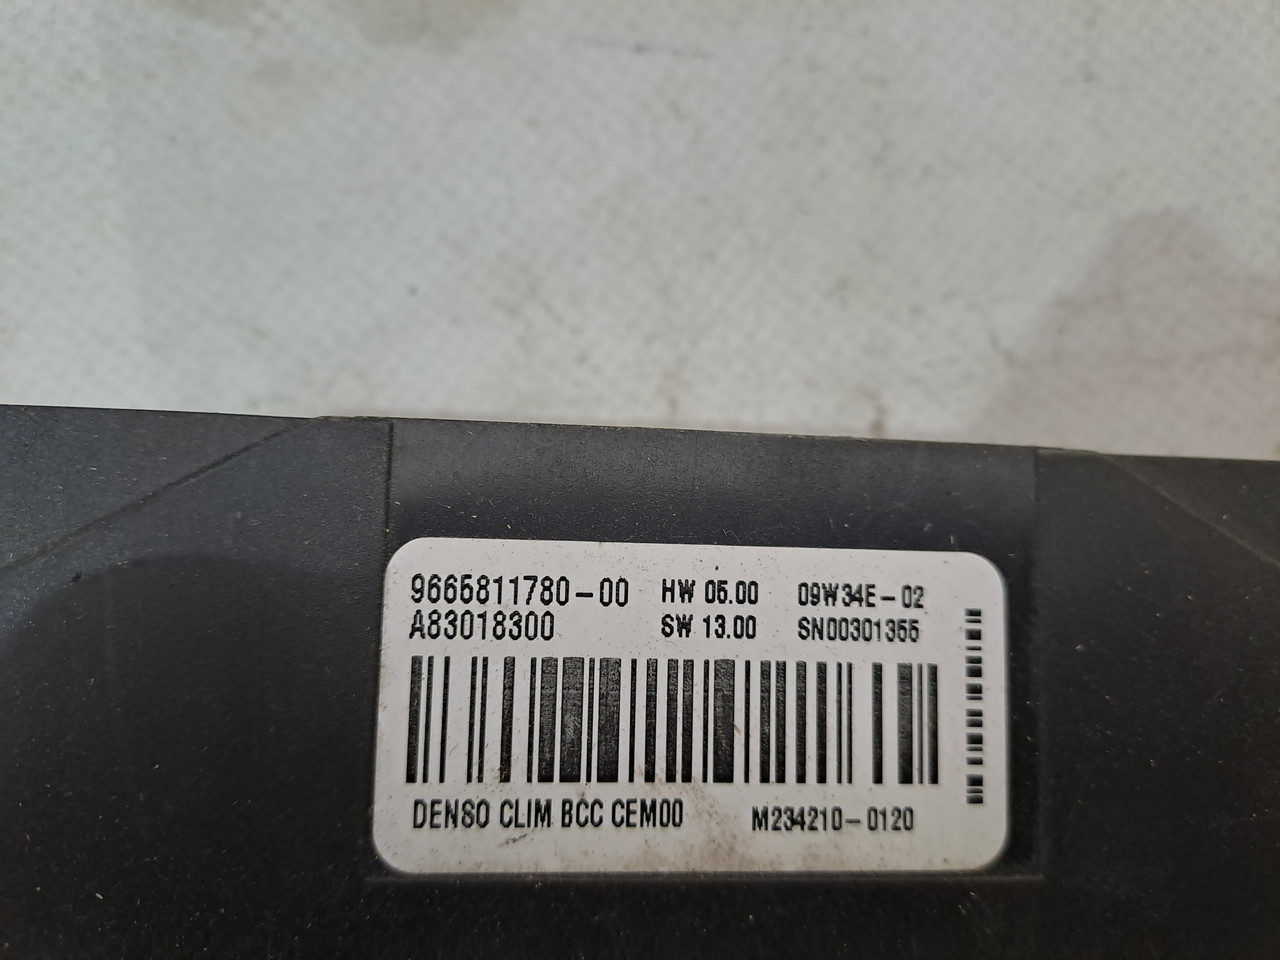 9665811780-00 HW 05.00 09W34E-02
A83018300 SW 13.00 SN00301355
DENSO CLIM BCC CEM00 M234210-0120